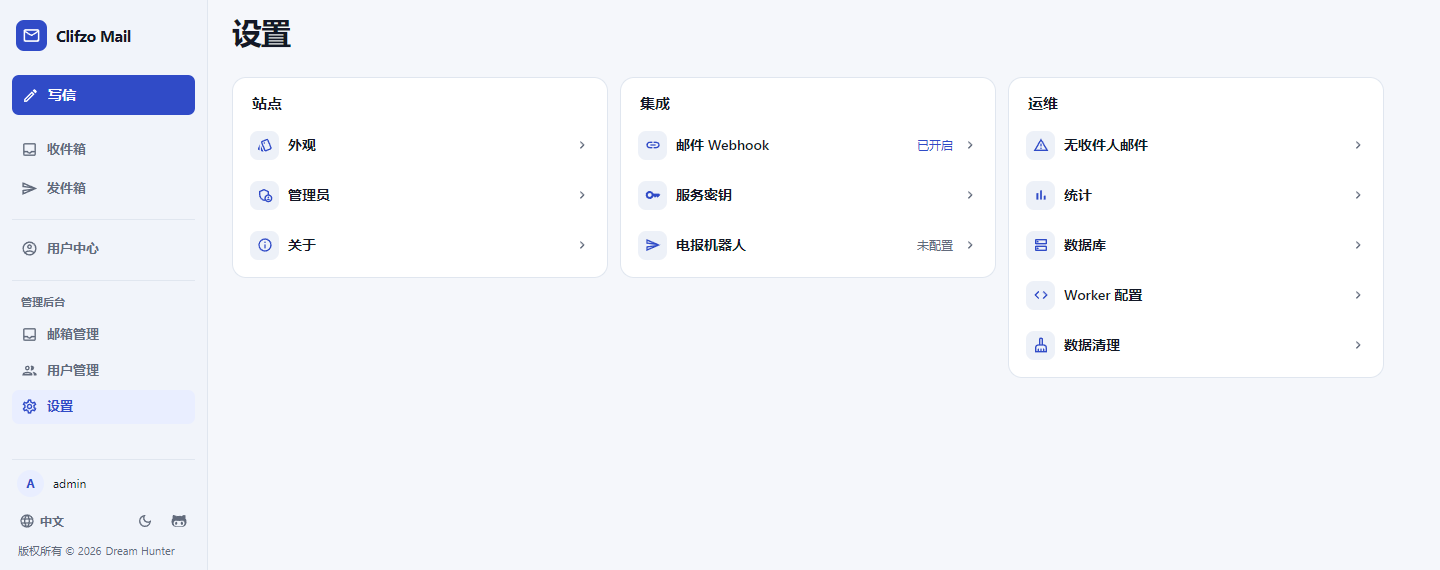 Clifzo Mail
写信
收件箱
发件箱
用户中心
管理后台
邮箱管理
用户管理
设置
A admin
中文
版权所有 © 2026 Dream Hunter
设置
站点
外观
管理员
关于
集成
邮件 Webhook 已开启
服务密钥
电报机器人 未配置
运维
无收件人邮件
统计
数据库
Worker 配置
数据清理